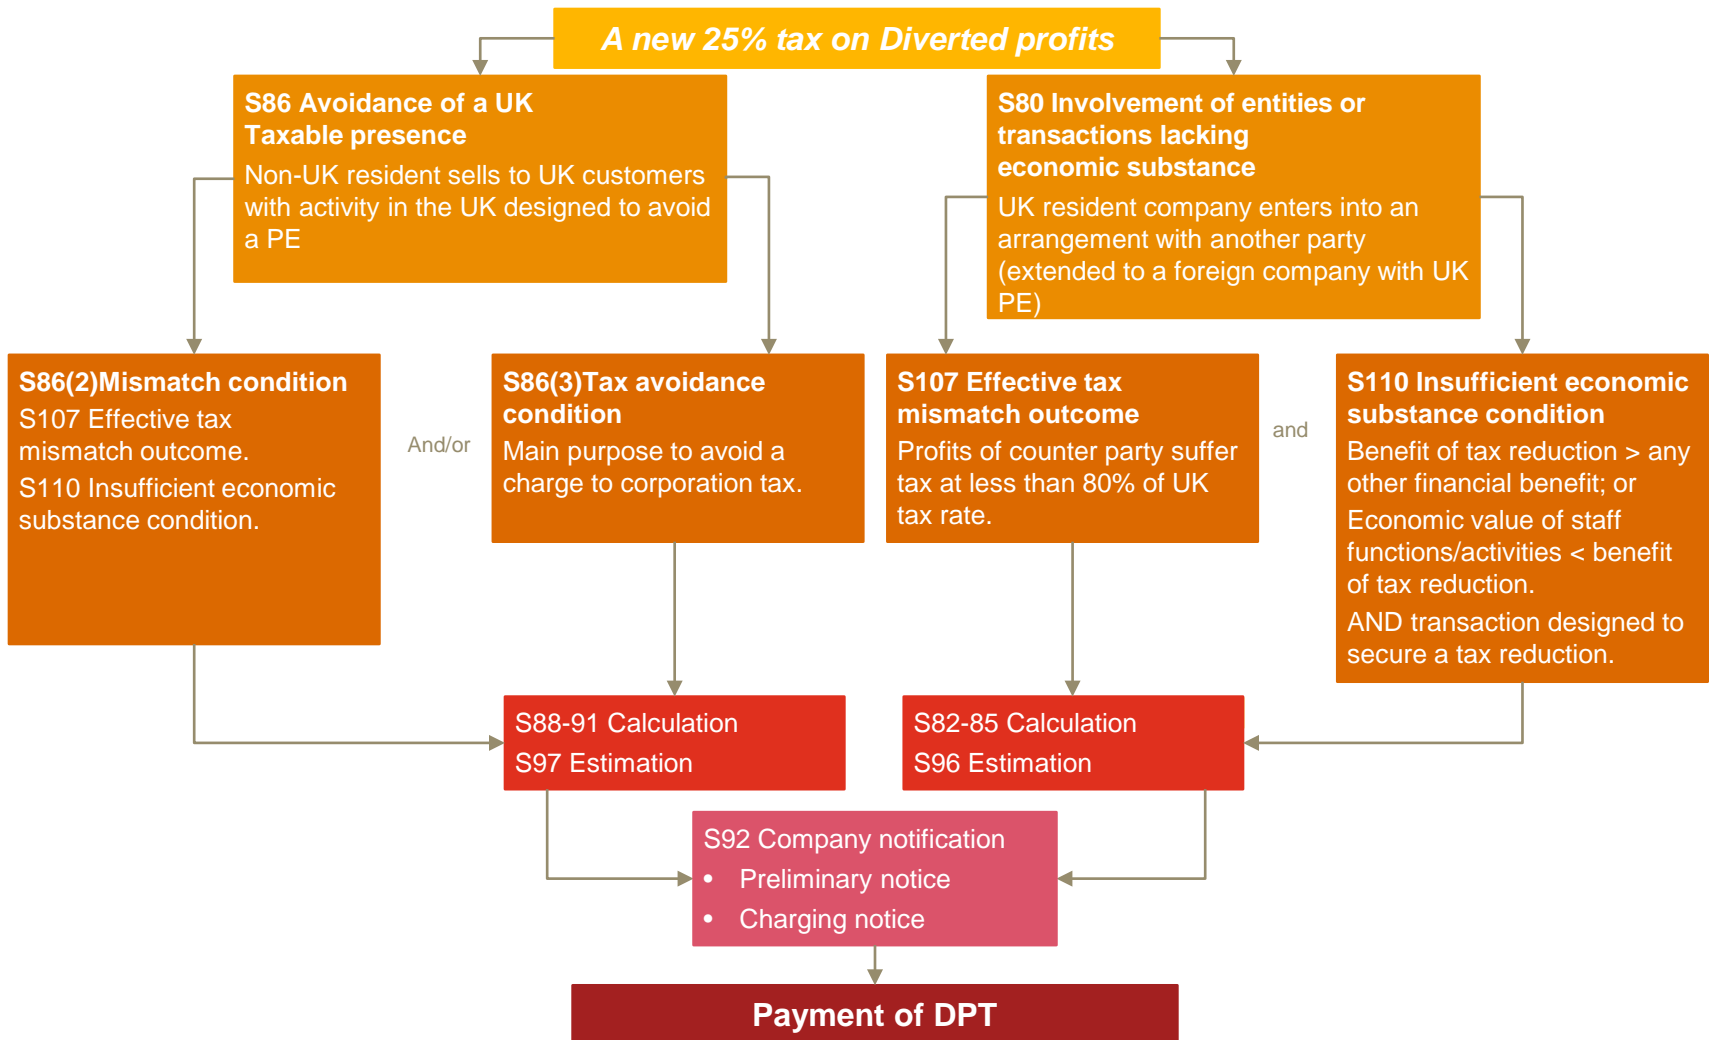 A new 25% tax on Diverted profits
S86 Avoidance of a UK
Taxable presence
Non-UK resident sells to UK customers
with activity in the UK designed to avoid
a PE
S80 Involvement of entities or
transactions lacking
economic substance
UK resident company enters into an
arrangement with another party
(extended to a foreign company with UK
PE)
S86(2)Mismatch condition
S107 Effective tax
mismatch outcome.
S110 Insufficient economic
substance condition.
And/or
S86(3)Tax avoidance
condition
Main purpose to avoid a
charge to corporation tax.
S107 Effective tax
mismatch outcome
Profits of counter party suffer
tax at less than 80% of UK
tax rate.
and
S110 Insufficient economic
substance condition
Benefit of tax reduction > any
other financial benefit; or
Economic value of staff
functions/activities < benefit
of tax reduction.
AND transaction designed to
secure a tax reduction.
S88-91 Calculation
S97 Estimation
S82-85 Calculation
S96 Estimation
S92 Company notification
• Preliminary notice
• Charging notice
Payment of DPT